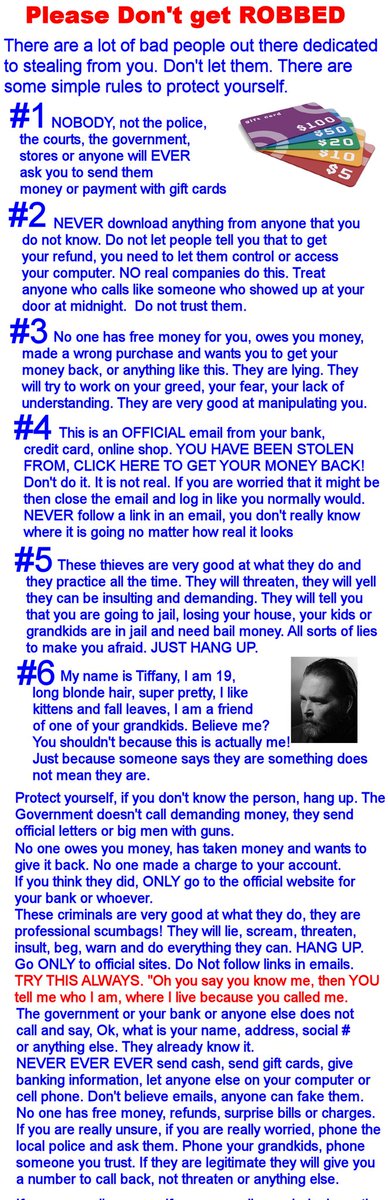 Please Don't get ROBBED
There are a lot of bad people out there dedicated
to stealing from you. Don't let them. There are
some simple rules to protect yourself.
#1 NOBODY, not the police,
the courts, the government,
stores or anyone will EVER
ask you to send them
money or payment with gift cards
gift card
$100
$50
$20
$10
$5
#2 NEVER download anything from anyone that you
do not know. Do not let people tell you that to get
your refund, you need to let them control or access
your computer. NO real companies do this. Treat
anyone who calls like someone who showed up at your
door at midnight. Do not trust them.
#3 No one has free money for you, owes you money,
made a wrong purchase and wants you to get your
money back, or anything like this. They are lying. They
will try to work on your greed, your fear, your lack of
understanding. They are very good at manipulating you.
#4 This is an OFFICIAL email from your bank,
credit card, online shop. YOU HAVE BEEN STOLEN
FROM, CLICK HERE TO GET YOUR MONEY BACK!
Don't do it. It is not real. If you are worried that it might be
then close the email and log in like you normally would.
NEVER follow a link in an email, you don't really know
where it is going no matter how real it looks
#5 These thieves are very good at what they do and
they practice all the time. They will threaten, they will yell
they can be insulting and demanding. They will tell you
that you are going to jail, losing your house, your kids or
grandkids are in jail and need bail money. All sorts of lies
to make you afraid. JUST HANG UP.
#6 My name is Tiffany, I am 19,
long blonde hair, super pretty, I like
kittens and fall leaves, I am a friend
of one of your grandkids. Believe me?
You shouldn't because this is actually me!
Just because someone says they are something does
not mean they are.
Protect yourself, if you don't know the person, hang up. The
Government doesn't call demanding money, they send
official letters or big men with guns.
No one owes you money, has taken money and wants to
give it back. No one made a charge to your account.
If you think they did, ONLY go to the official website for
your bank or whoever.
These criminals are very good at what they do, they are
professional scumbags! They will lie, scream, threaten,
insult, beg, warn and do everything they can. HANG UP.
Go ONLY to official sites. Do Not follow links in emails.
TRY THIS ALWAYS. "Oh you say you know me, then YOU
tell me who I am, where I live because you called me.
The government or your bank or anyone else does not
call and say, Ok, what is your name, address, social #
or anything else. They already know it.
NEVER EVER EVER send cash, send gift cards, give
banking information, let anyone else on your computer or
cell phone. Don't believe emails, anyone can fake them.
No one has free money, refunds, surprise bills or charges.
If you are really unsure, if you are really worried, phone the
local police and ask them. Phone your grandkids, phone
someone you trust. If they are legitimate they will give you
a number to call back, not threaten or anything else.